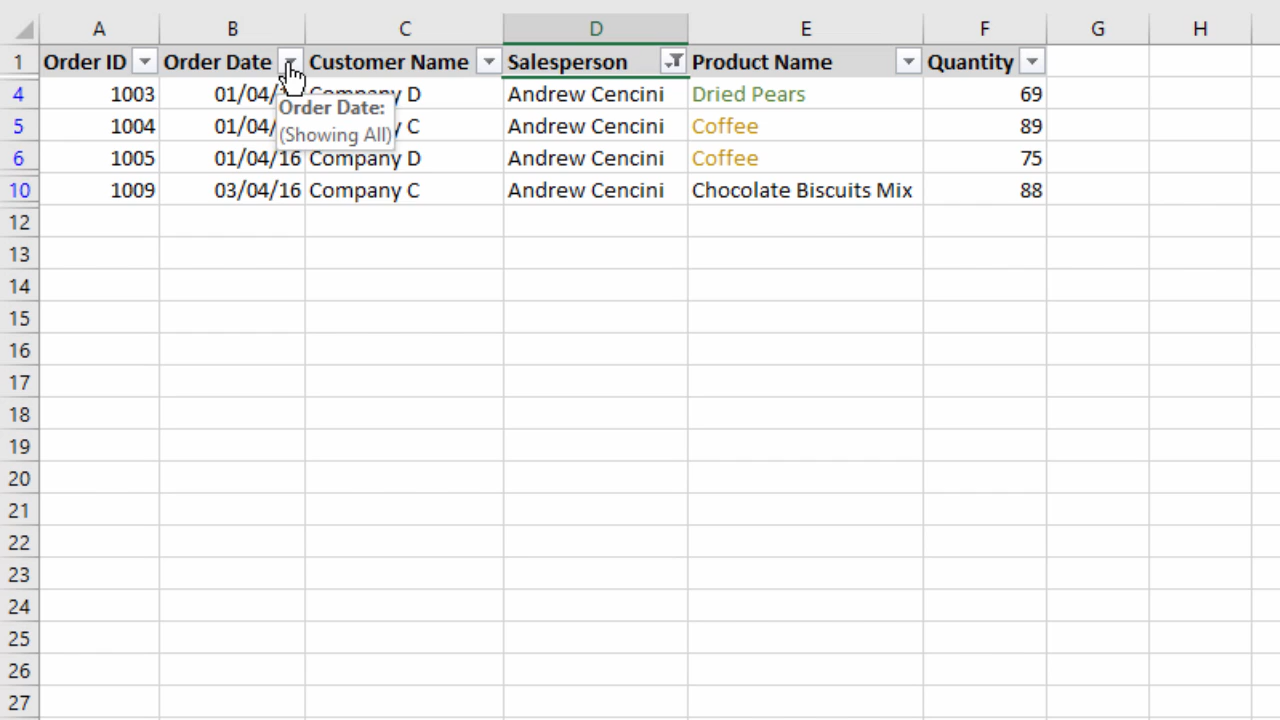 A B C D E F G H
1 Order ID Order Date Customer Name Salesperson Product Name Quantity
4 1003 01/04/ Company D Andrew Cencini Dried Pears 69
Order Date:
5 1004 01/04/ C Andrew Cencini Coffee 89
(Showing All)
6 1005 01/04/16 Company D Andrew Cencini Coffee 75
10 1009 03/04/16 Company C Andrew Cencini Chocolate Biscuits Mix 88
12
13
14
15
16
17
18
19
20
21
22
23
24
25
26
27